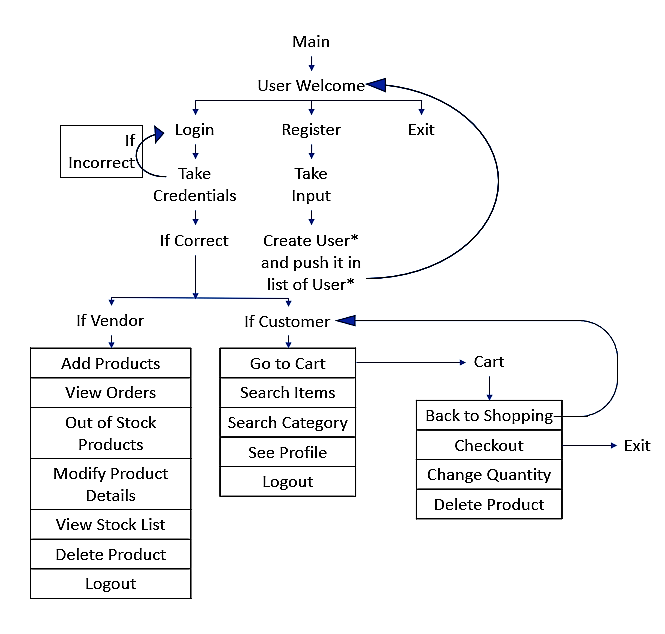 Main
User Welcome
Login
Register
Exit
If
Incorrect
Take
Credentials
Take
Input
If Correct
Create User*
and push it in
list of User*
If Vendor
If Customer
Add Products
View Orders
Out of Stock
Products
Modify Product
Details
View Stock List
Delete Product
Logout
Go to Cart
Search Items
Search Category
See Profile
Logout
Cart
Back to Shopping
Checkout
Change Quantity
Delete Product
Exit